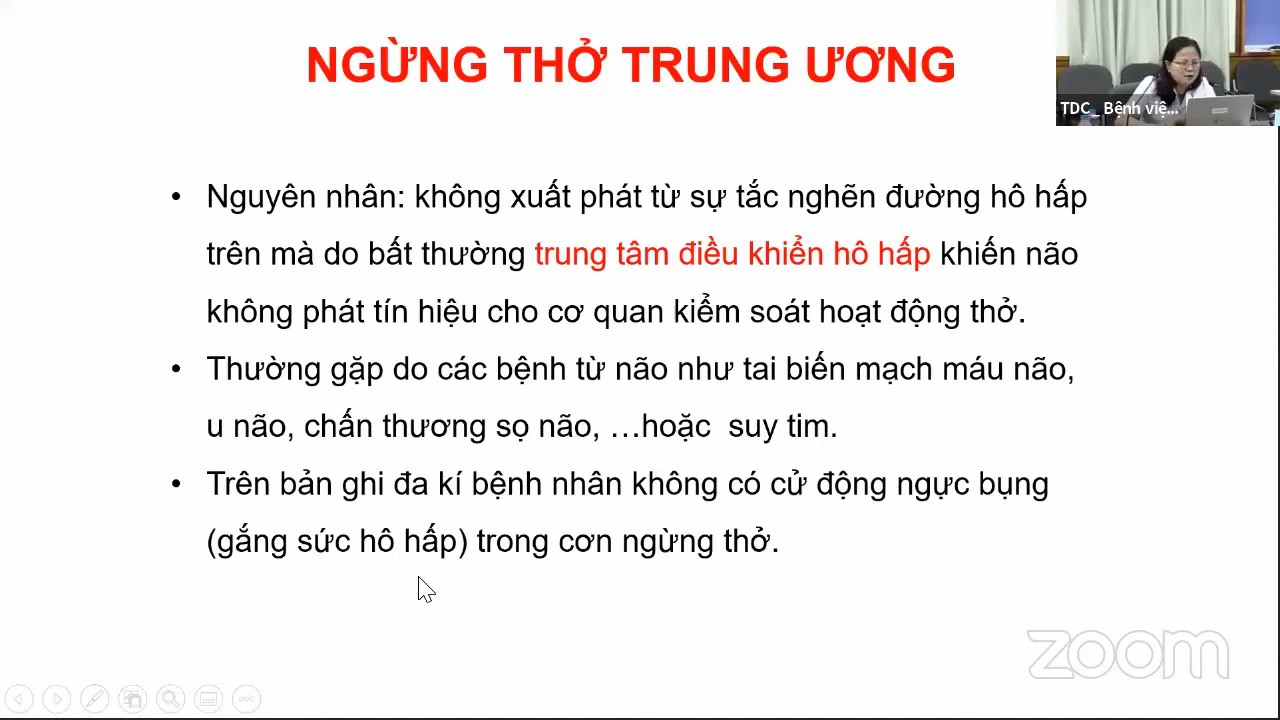 NGỪNG THỞ TRUNG ƯƠNG
TDC_ Bệnh việ...
• Nguyên nhân: không xuất phát từ sự tắc nghẽn đường hô hấp
trên mà do bất thường trung tâm điều khiển hô hấp khiến não
không phát tín hiệu cho cơ quan kiểm soát hoạt động thở.
• Thường gặp do các bệnh từ não như tai biến mạch máu não,
u não, chấn thương sọ não, …hoặc suy tim.
• Trên bản ghi đa kí bệnh nhân không có cử động ngực bụng
(gắng sức hô hấp) trong cơn ngừng thở.
zoom